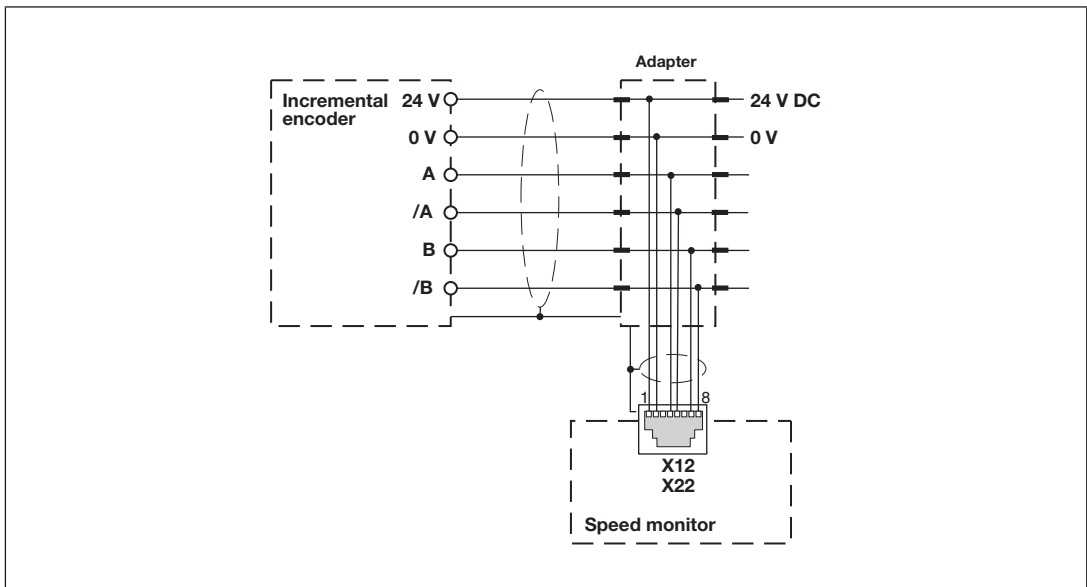 Adapter
Incremental
encoder
24 V
24 V DC
0 V
0 V
A
/A
B
/B
1
8
X12
X22
Speed monitor